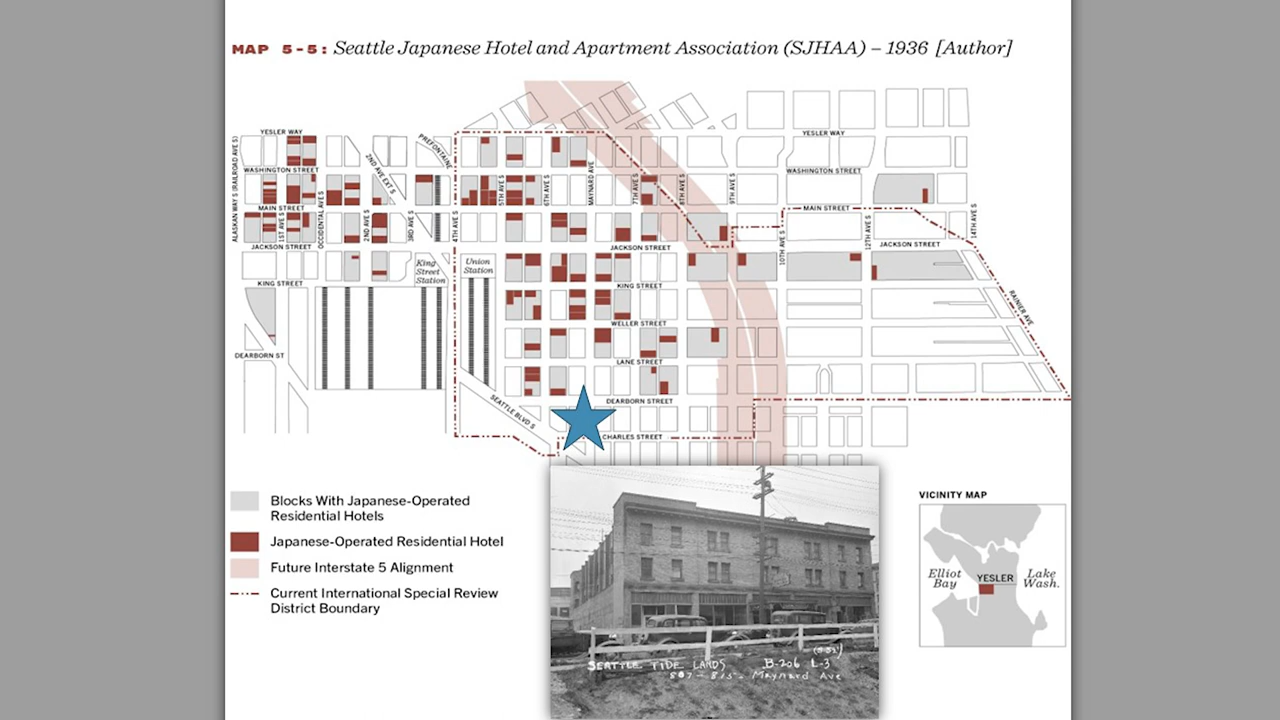 MAP 5-5: Seattle Japanese Hotel and Apartment Association (SJHAA) – 1936 [Author]
YESLER WAY
YESLER WAY
PREFONTAINE
ALASKAN WAY S (RAILROAD AVE S)
2ND AVE EXT S
WASHINGTON STREET
WASHINGTON STREET
1ST AVE S
OCCIDENTAL AVE S
2ND AVE S
3RD AVE S
4TH AVE S
5TH AVE S
6TH AVE S
MAYNARD AVE
7TH AVE S
8TH AVE S
9TH AVE S
10TH AVE S
12TH AVE S
14TH AVE S
MAIN STREET
MAIN STREET
JACKSON STREET
JACKSON STREET
JACKSON STREET
King
Street
Station
Union
Station
KING STREET
KING STREET
RAINIER AVE
WELLER STREET
DEARBORN ST
LANE STREET
SEATTLE BLVD S
DEARBORN STREET
CHARLES STREET
Blocks With Japanese-Operated
Residential Hotels
Japanese-Operated Residential Hotel
Future Interstate 5 Alignment
Current International Special Review
District Boundary
SEATTLE TIDE LANDS B-206 L-3
807 - 815 - Maynard Ave
VICINITY MAP
Elliot
Bay
YESLER
Lake
Wash.